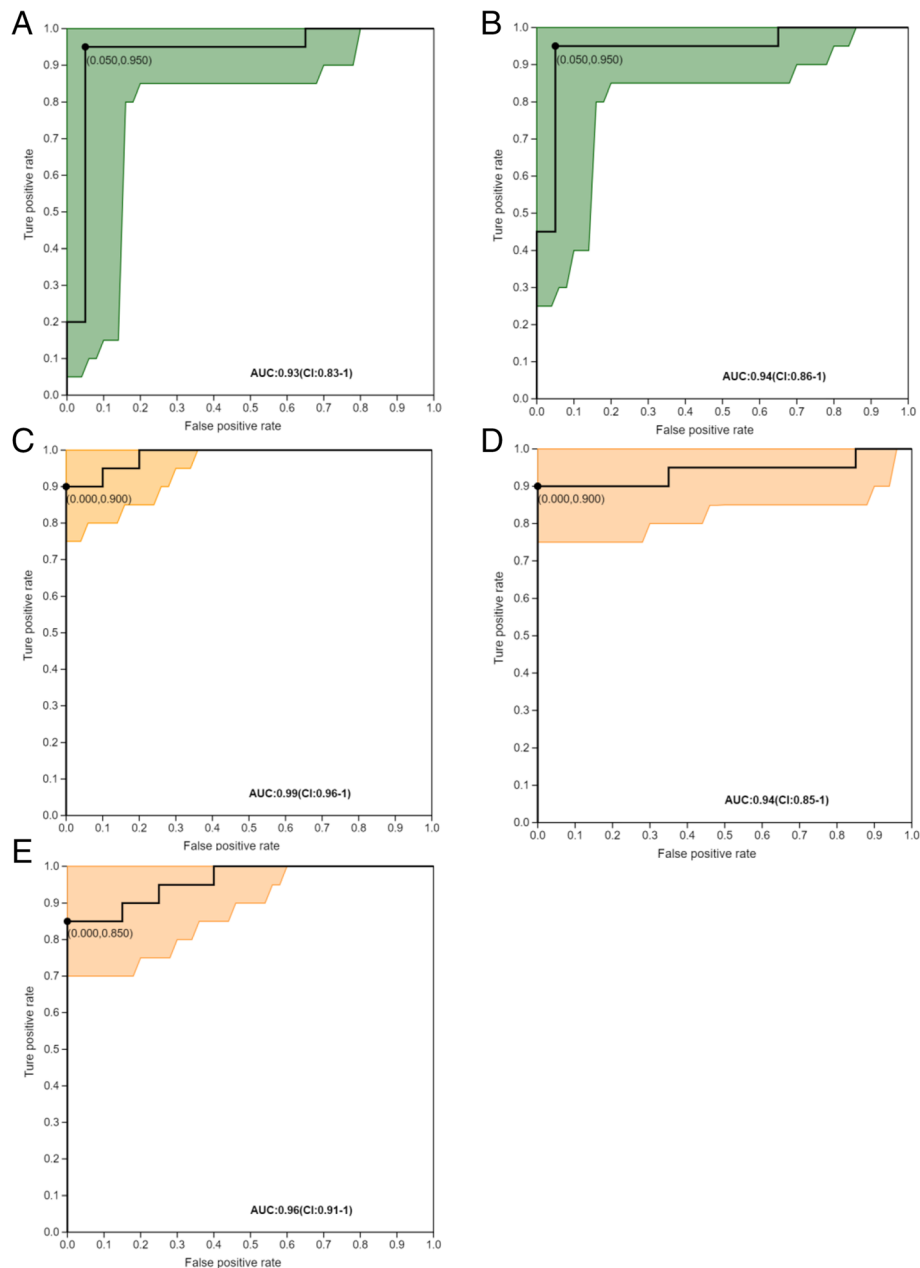 A
1.0
0.9
0.8
0.7
0.6
0.5
0.4
0.3
0.2
0.1
0.0
Ture positive rate
(0.050,0.950)
AUC:0.93(CI:0.83-1)
0.0 0.1 0.2 0.3 0.4 0.5 0.6 0.7 0.8 0.9 1.0
False positive rate
B
1.0
0.9
0.8
0.7
0.6
0.5
0.4
0.3
0.2
0.1
0.0
Ture positive rate
(0.050,0.950)
AUC:0.94(CI:0.86-1)
0.0 0.1 0.2 0.3 0.4 0.5 0.6 0.7 0.8 0.9 1.0
False positive rate
C
1.0
0.9
0.8
0.7
0.6
0.5
0.4
0.3
0.2
0.1
0.0
Ture positive rate
(0.000,0.900)
AUC:0.99(CI:0.96-1)
0.0 0.1 0.2 0.3 0.4 0.5 0.6 0.7 0.8 0.9 1.0
False positive rate
D
1.0
0.9
0.8
0.7
0.6
0.5
0.4
0.3
0.2
0.1
0.0
Ture positive rate
(0.000,0.900)
AUC:0.94(CI:0.85-1)
0.0 0.1 0.2 0.3 0.4 0.5 0.6 0.7 0.8 0.9 1.0
False positive rate
E
1.0
0.9
0.8
0.7
0.6
0.5
0.4
0.3
0.2
0.1
0.0
Ture positive rate
(0.000,0.850)
AUC:0.96(CI:0.91-1)
0.0 0.1 0.2 0.3 0.4 0.5 0.6 0.7 0.8 0.9 1.0
False positive rate